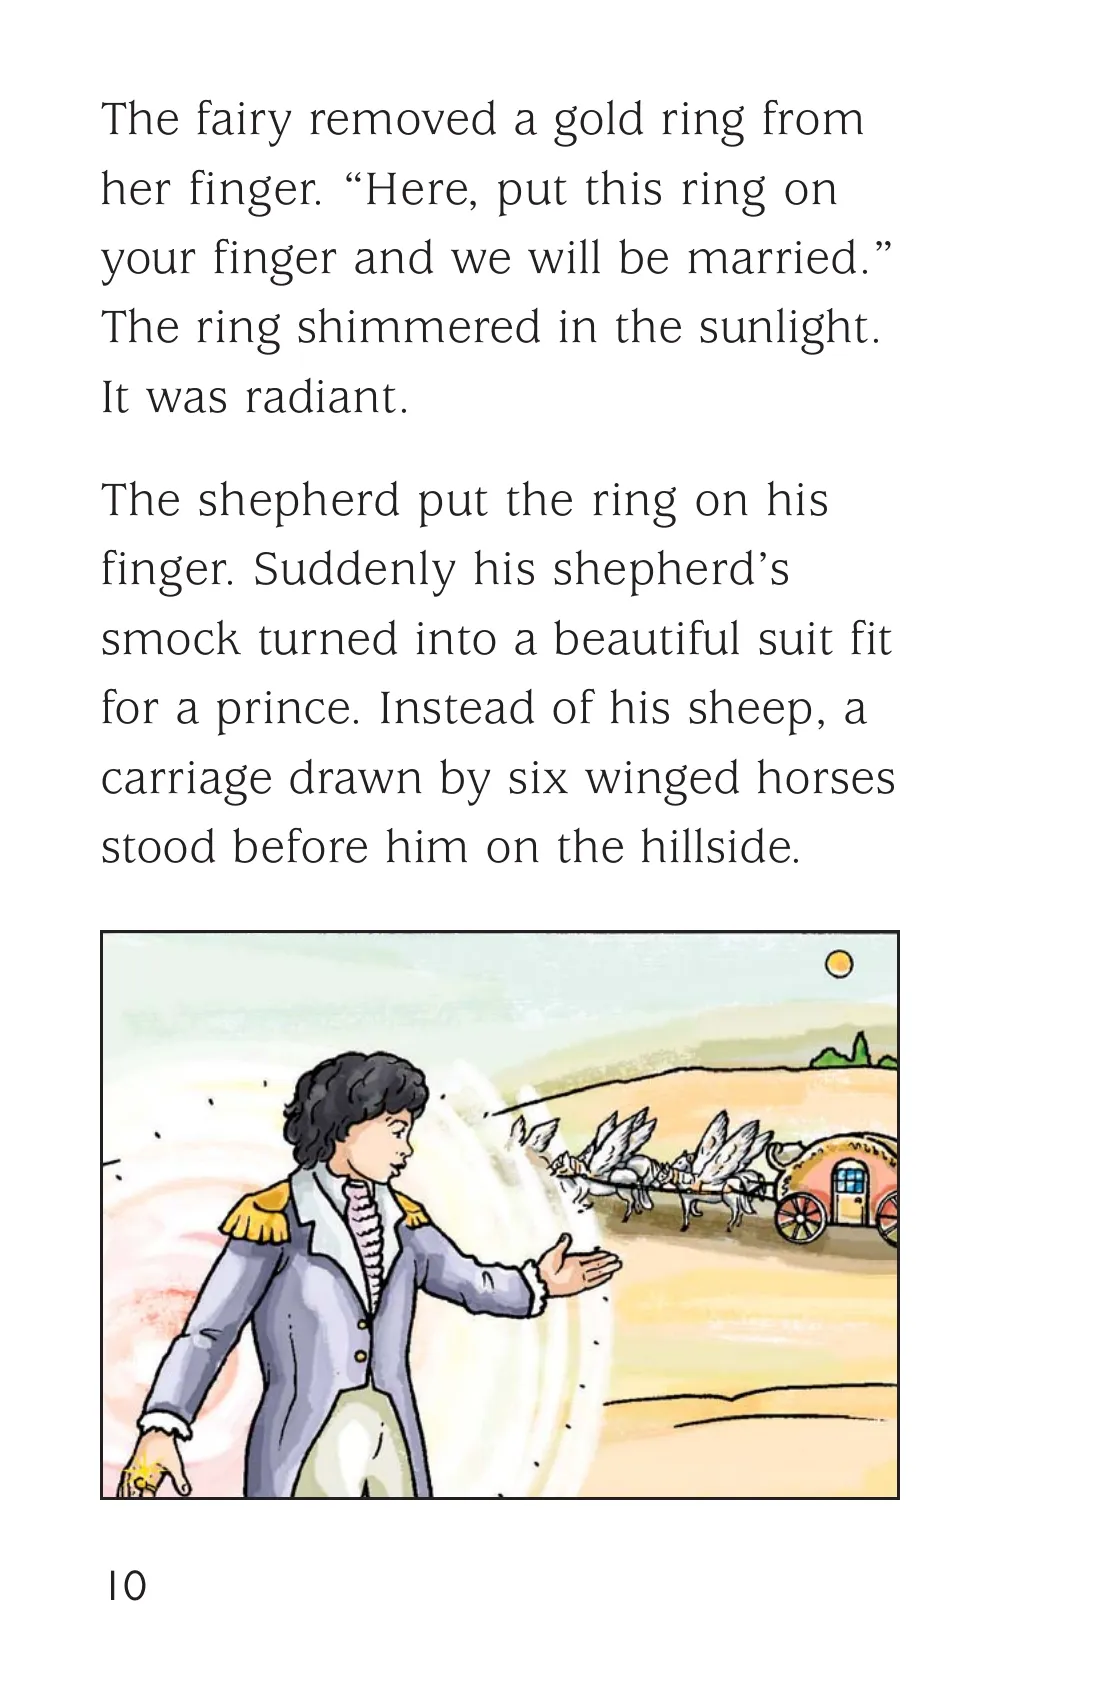 The fairy removed a gold ring from
her finger. “Here, put this ring on
your finger and we will be married.”
The ring shimmered in the sunlight.
It was radiant.
The shepherd put the ring on his
finger. Suddenly his shepherd’s
smock turned into a beautiful suit fit
for a prince. Instead of his sheep, a
carriage drawn by six winged horses
stood before him on the hillside.
10